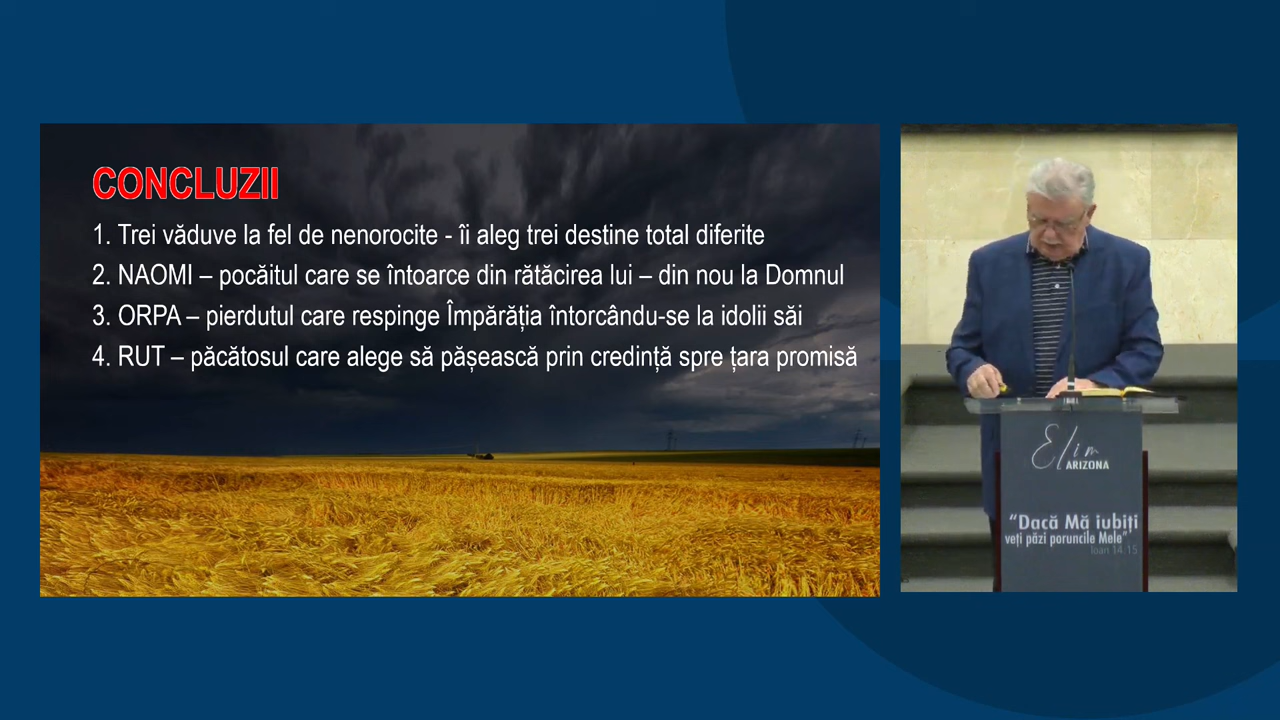 CONCLUZII
1. Trei văduve la fel de nenorocite - îi aleg trei destine total diferite
2. NAOMI – pocăitul care se întoarce din rătăcirea lui – din nou la Domnul
3. ORPA – pierdutul care respinge Împărăția întorcându-se la idolii săi
4. RUT – păcătosul care alege să pășească prin credință spre țara promisă
Elim
ARIZONA
“Dacă Mă iubiți
veți păzi poruncile Mele”
Ioan 14:15